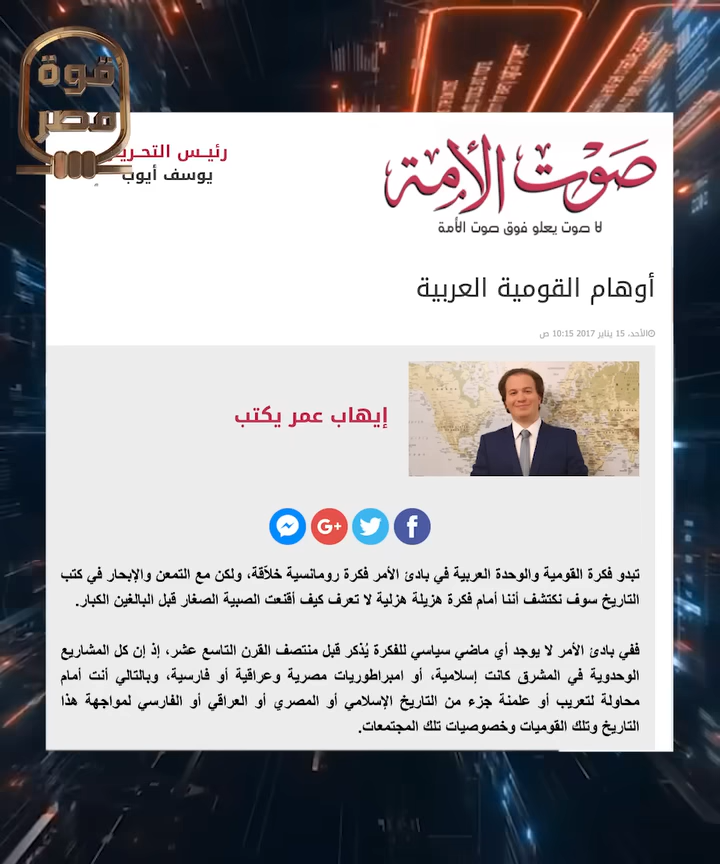 قوة
مصر
رئيس التحرير
يوسف أيوب
صوت الأمة
لا صوت يعلو فوق صوت الأمة
أوهام القومية العربية
الأحد، 15 يناير 2017 10:15 ص
إيهاب عمر يكتب
تبدو فكرة القومية والوحدة العربية في بادئ الأمر فكرة رومانسية خلاّقة، ولكن مع التمعن والإبحار في كتب
التاريخ سوف نكتشف أننا أمام فكرة هزيلة هزلية لا تعرف كيف أقنعت الصبية الصغار قبل البالغين الكبار.
ففي بادئ الأمر لا يوجد أي ماضي سياسي للفكرة يُذكر قبل منتصف القرن التاسع عشر، إذ إن كل المشاريع
الوحدوية في المشرق كانت إسلامية، أو امبراطوريات مصرية وعراقية أو فارسية، وبالتالي أنت أمام
محاولة لتعريب أو علمنة جزء من التاريخ الإسلامي أو المصري أو العراقي أو الفارسي لمواجهة هذا
التاريخ وتلك القوميات وخصوصيات تلك المجتمعات.